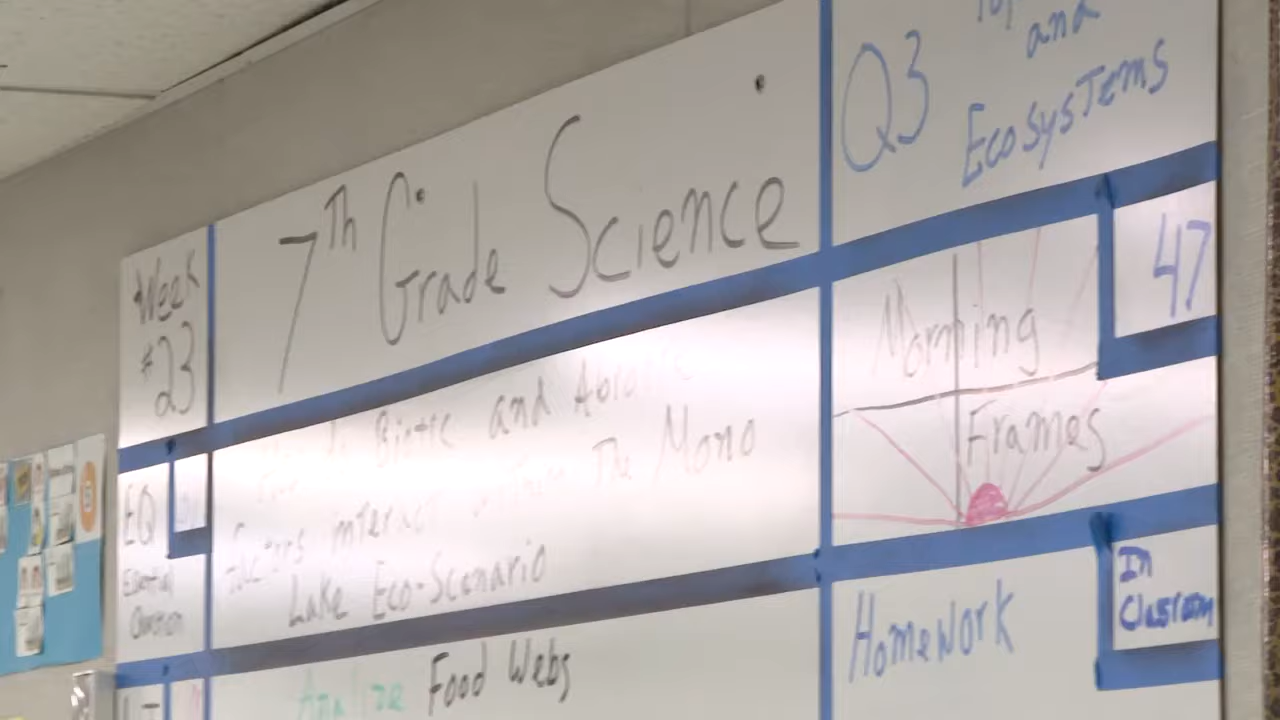 Week
#23
7Th Grade Science
Q3
and
Ecosystems
47
EQ
Essential
Question
Biotic and Abiotic
factors interact within The Mono
Lake Eco-Scenario
Morning
Frames
Food Webs
Homework
In
Classroom